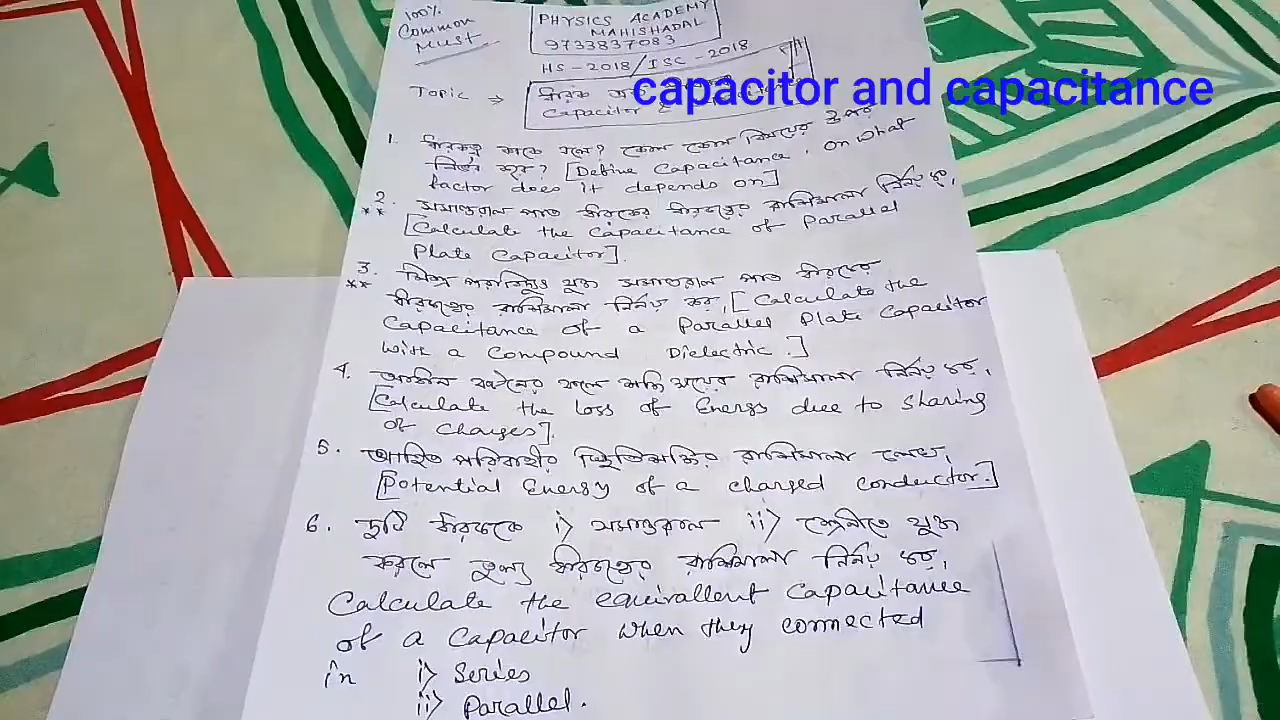 100%
Common
Must
PHYSICS ACADEMY
MAHISHADAL
9733837083
HS - 2018 / ISC - 2018
capacitor and capacitance
Topic ⇒ ধারক
Capacitor &
1. ধারকত্ব কাকে বলে? কোন কোন বিষয়ের উপর
নির্ভর করে? [Define Capacitance, on what
factor does it depends on]
2. সমান্তরাল পাত ধারকের ধারকত্বের রাশিমালা নির্ণয় কর,
** [Calculate the Capacitance of Parallal
Plate Capacitor].
3. মিশ্র পরাবিদ্যুৎ যুক্ত সমান্তরাল পাত ধারকের
** ধারকত্বের রাশিমালা নির্ণয় কর, [Calculate the
Capacitance of a Parallel Plate Capacitor
with a Compound Dielectric.]
4. আধান বন্টনের ফলে শক্তি ক্ষয়ের রাশিমালা নির্ণয় কর,
[Calculate the Loss of Energy due to Sharing
of Charges].
5. আহিত পরিবাহীর স্থিতিশক্তির রাশিমালা লেখ,
[Potential Energy of a charged conductor.]
6. দুটি ধারককে i> সমান্তরাল ii> শ্রেণীতে যুক্ত
করলে তুল্য ধারকত্বের রাশিমালা নির্ণয় কর,
Calculate the equivallent Capacitance
of a Capacitor when they connected
in i> Series
ii> Parallel.